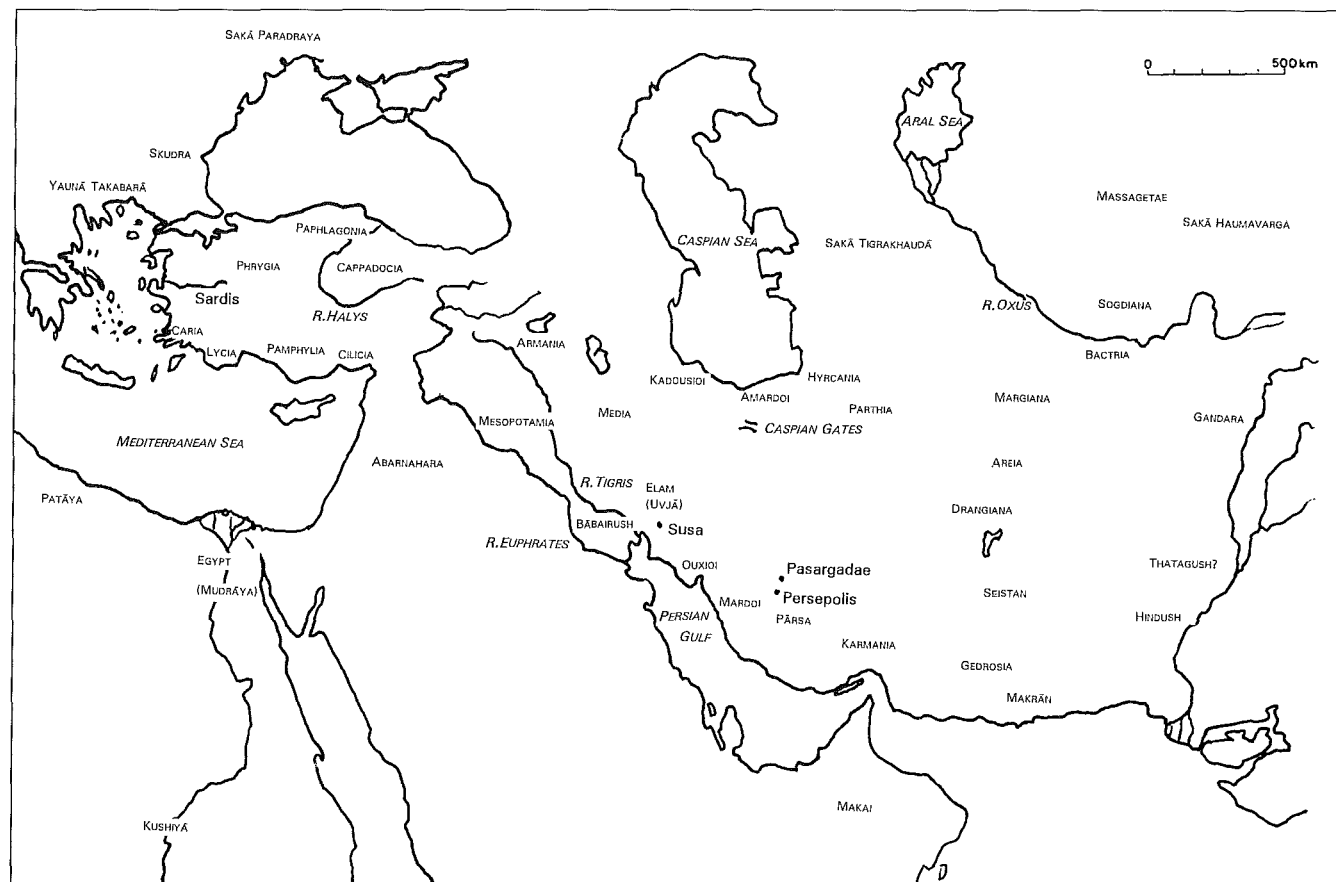 SAKĀ PARADRAYA
0 500km
ARAL SEA
SKUDRA
YAUNĀ TAKABARĀ
MASSAGETAE
SAKĀ HAUMAVARGĀ
PAPHLAGONIA
CASPIAN SEA
SAKĀ TIGRAKHAUDĀ
PHRYGIA
CAPPADOCIA
Sardis
R. HALYS
R. OXUS
SOGDIANA
CARIA
ARMANIA
LYCIA
PAMPHYLIA
CILICIA
BACTRIA
KADOUSIOI
HYRCANIA
AMARDOI
PARTHIA
MARGIANA
MESOPOTAMIA
MEDIA
GANDARA
CASPIAN GATES
MEDITERRANEAN SEA
ABARNAHARA
AREIA
R. TIGRIS
ELAM
(UVJĀ)
PATĀYA
DRANGIANA
BĀBAIRUSH
Susa
R. EUPHRATES
EGYPT
(MUDRĀYA)
OUXIOI
Pasargadae
THATAGUSH?
Persepolis
SEISTAN
MARDOI
PĀRSA
PERSIAN
GULF
HINDUSH
KARMANIA
GEDROSIA
MAKRĀN
MAKAI
KUSHIYĀ